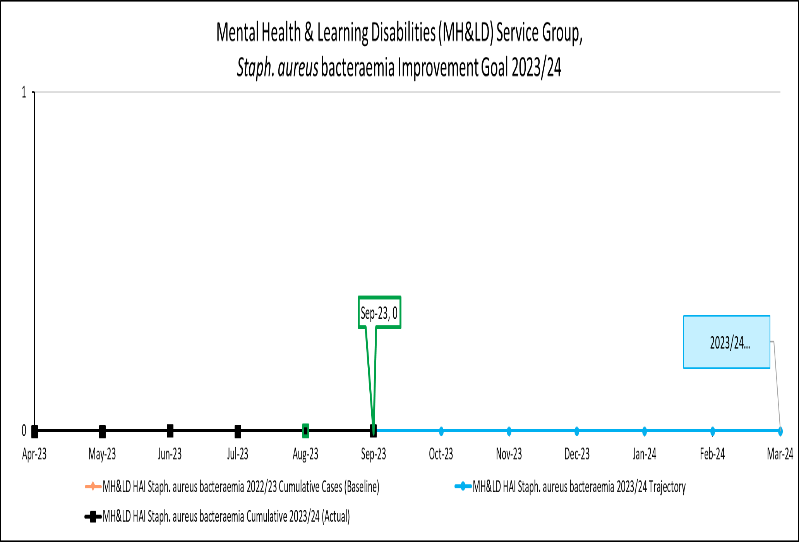 Mental Health & Learning Disabilities (MH&LD) Service Group,
Staph. aureus bacteraemia Improvement Goal 2023/24
1
Sep-23, 0
2023/24...
0
Apr-23 May-23 Jun-23 Jul-23 Aug-23 Sep-23 Oct-23 Nov-23 Dec-23 Jan-24 Feb-24 Mar-24
MH&LD HAI Staph. aureus bacteraemia 2022/23 Cumulative Cases (Baseline) MH&LD HAI Staph. aureus bacteraemia 2023/24 Trajectory
MH&LD HAI Staph. aureus bacteraemia Cumulative 2023/24 (Actual)